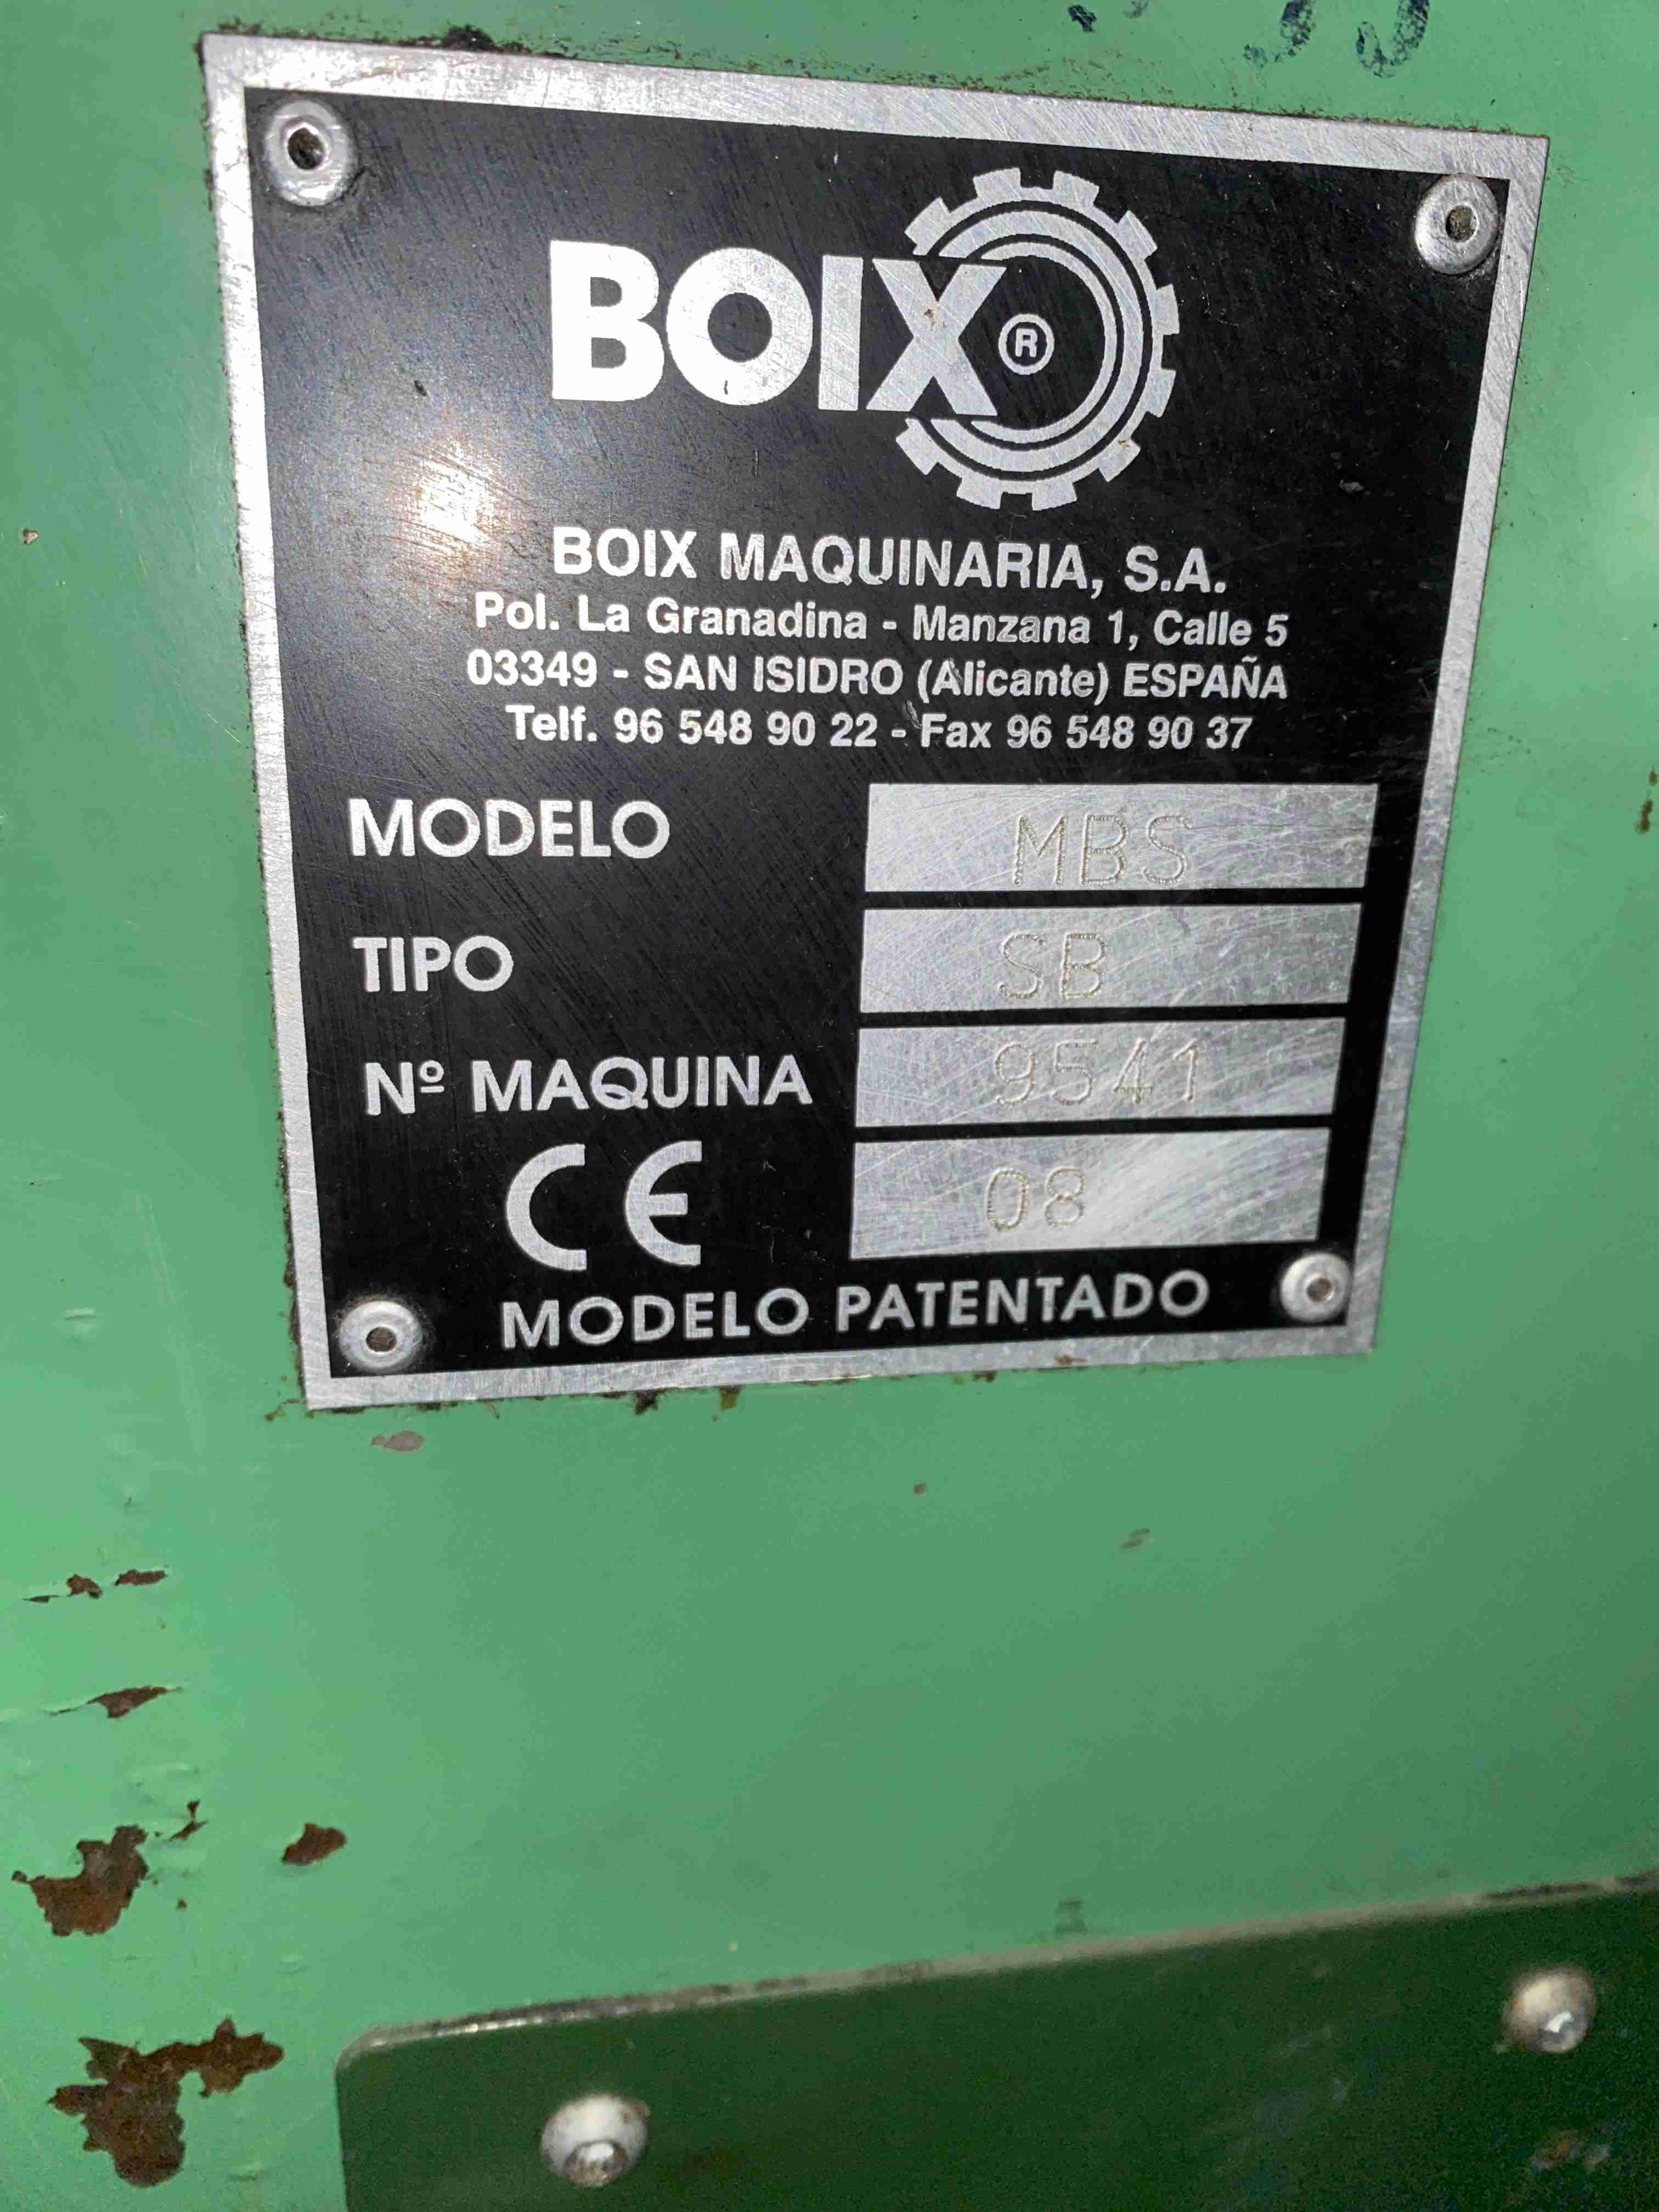 BOIX ®
BOIX MAQUINARIA, S.A.
Pol. La Granadina - Manzana 1, Calle 5
03349 - SAN ISIDRO (Alicante) ESPAÑA
Telf. 96 548 90 22 - Fax 96 548 90 37
MODELO MBS
TIPO SB
Nº MAQUINA 9541
CE 08
MODELO PATENTADO